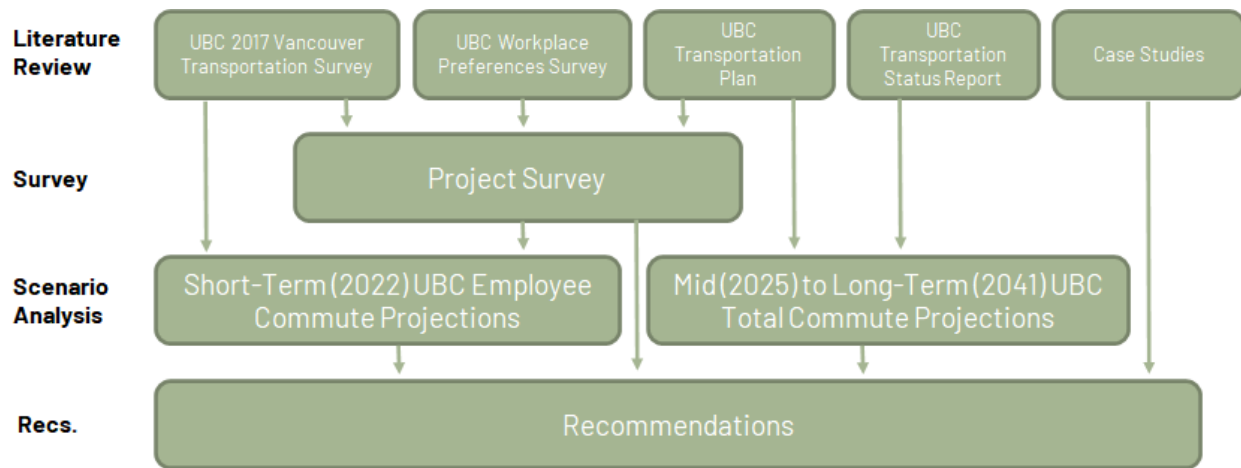 Literature
Review
UBC 2017 Vancouver
Transportation Survey
UBC Workplace
Preferences Survey
UBC
Transportation
Plan
UBC
Transportation
Status Report
Case Studies
Survey
Project Survey
Scenario
Analysis
Short-Term (2022) UBC Employee
Commute Projections
Mid (2025) to Long-Term (2041) UBC
Total Commute Projections
Recs.
Recommendations